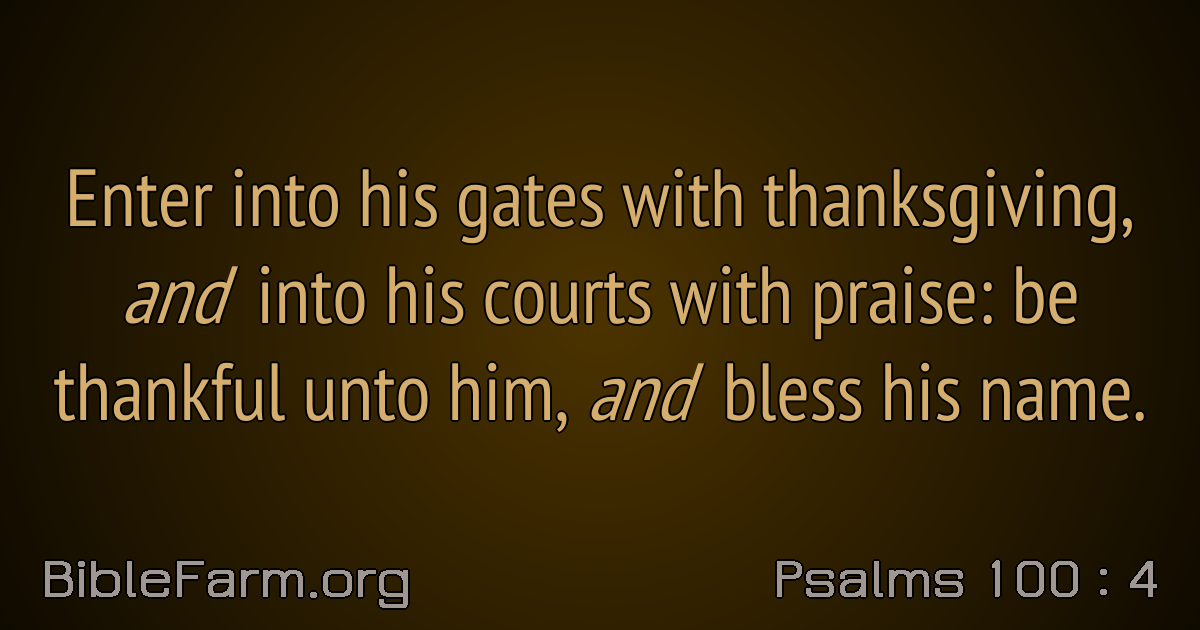 Enter into his gates with thanksgiving,
and into his courts with praise: be
thankful unto him, and bless his name.
BibleFarm.org
Psalms 100 : 4